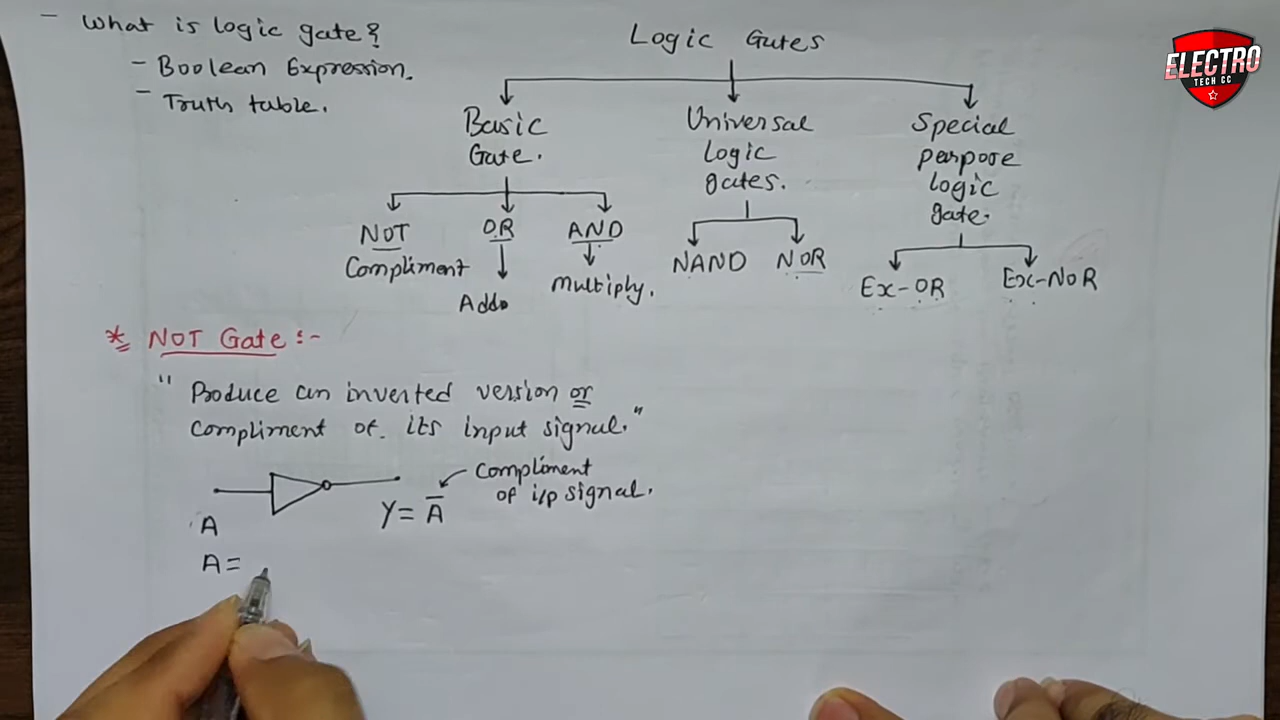 - What is logic gate?
- Boolean Expression.
- Truth table.
Logic Gates
Basic
Gate.
Universal
Logic
gates.
Special
perpose
logic
gate.
NOT
Compliment
OR
Add
AND
Multiply.
NAND
NOR
Ex-OR
Ex-NOR
* NOT Gate :-
" Produce an inverted version or
Compliment of. its input signal."
A
Y = A̅
Compliment
of i/p signal.
A =
ELECTRO
TECH CC